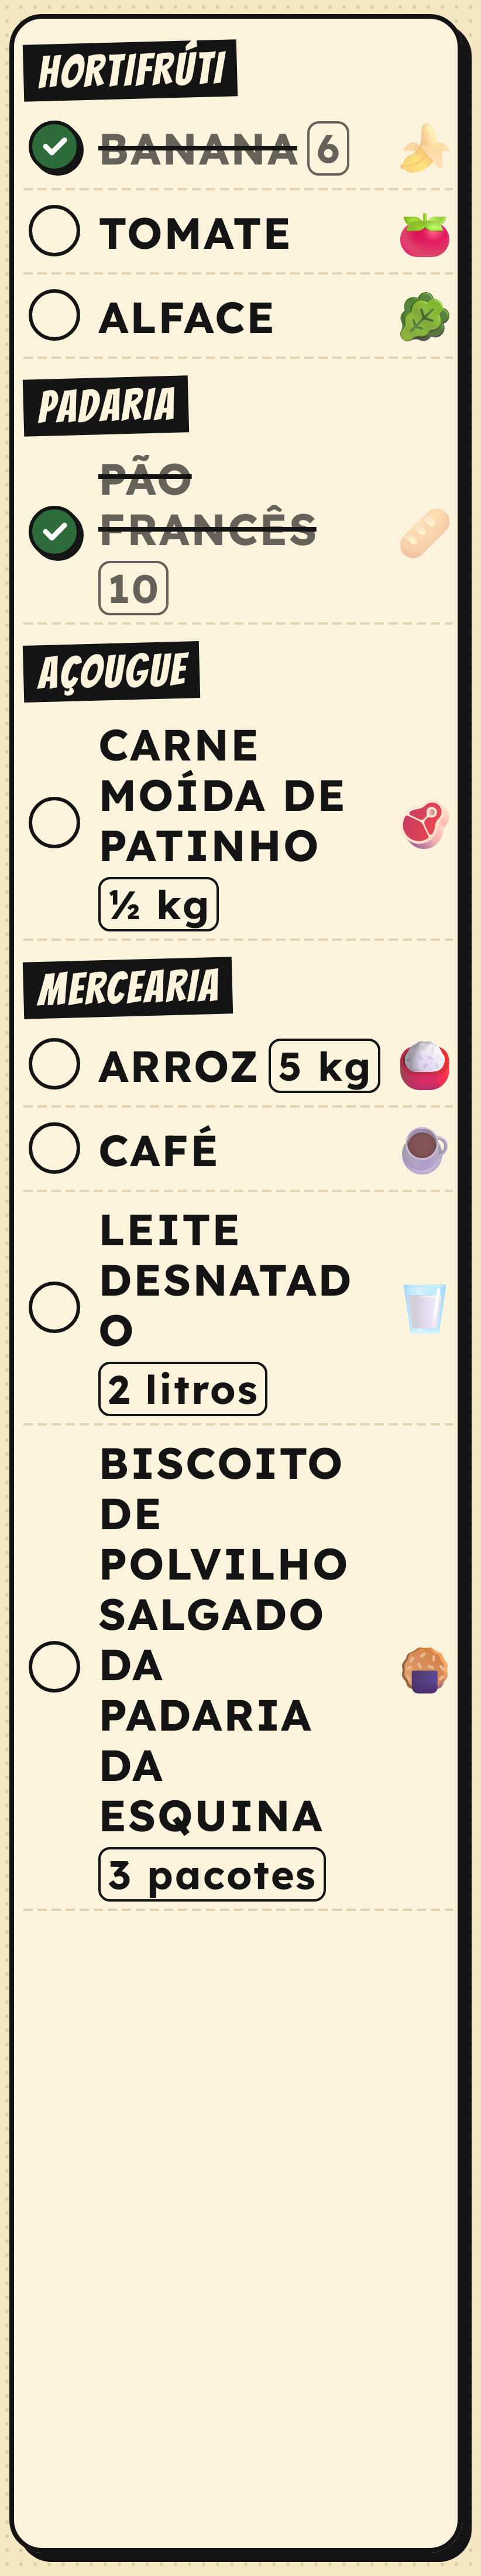 HORTIFRÚTI
BANANA 6
TOMATE
ALFACE
PADARIA
PÃO
FRANCÊS
10
AÇOUGUE
CARNE
MOÍDA DE
PATINHO
½ kg
MERCEARIA
ARROZ 5 kg
CAFÉ
LEITE
DESNATAD
O
2 litros
BISCOITO
DE
POLVILHO
SALGADO
DA
PADARIA
DA
ESQUINA
3 pacotes